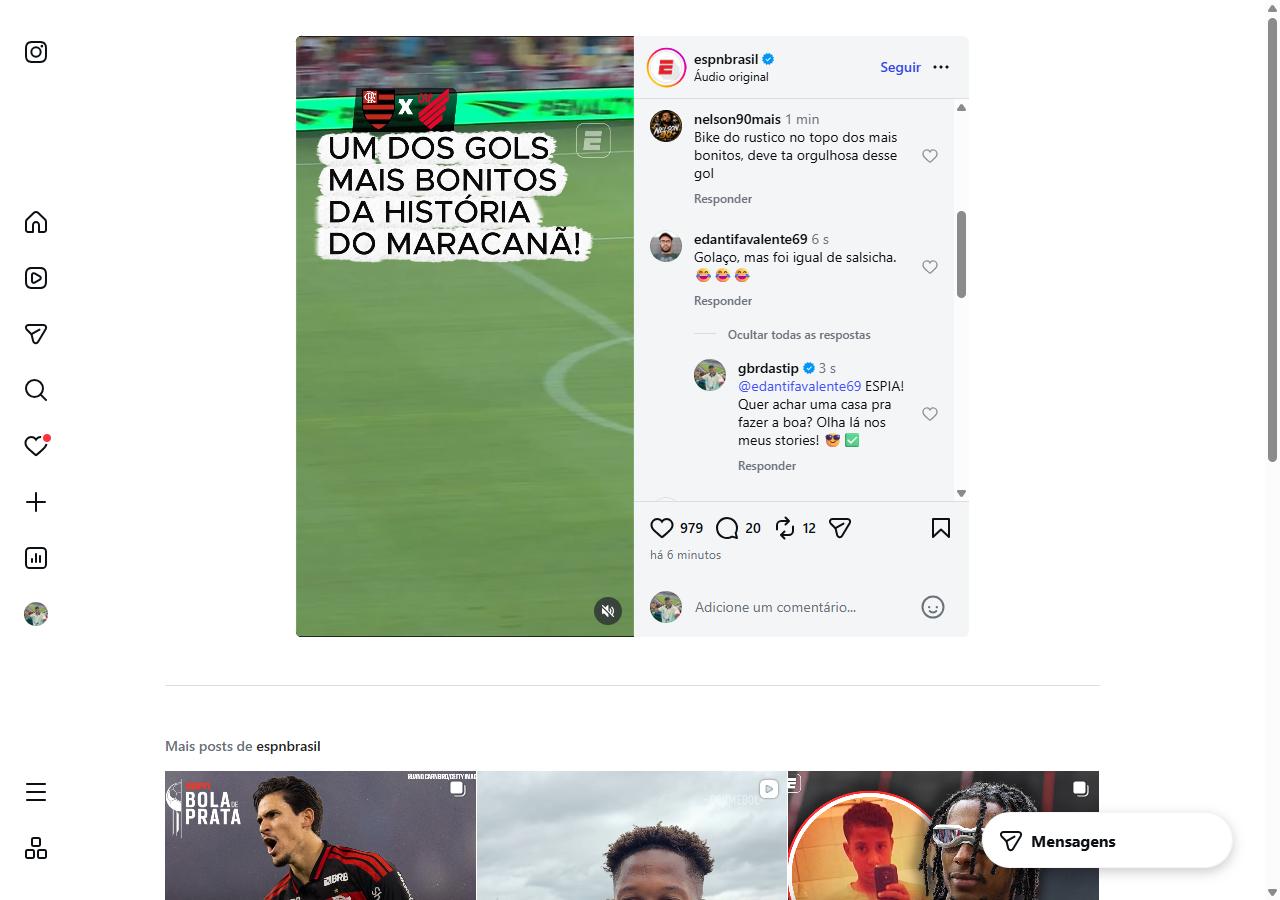 UM DOS GOLS
MAIS BONITOS
DA HISTÓRIA
DO MARACANÃ!
espnbrasil
Áudio original
Seguir
nelson90mais 1 min
Bike do rustico no topo dos mais
bonitos, deve ta orgulhosa desse
gol
Responder
edantifavalente69 6 s
Golaço, mas foi igual de salsicha.
😂😂😂
Responder
Ocultar todas as respostas
gbrdastip 3 s
@edantifavalente69 ESPIA!
Quer achar uma casa pra
fazer a boa? Olha lá nos
meus stories! 😎 ✅
Responder
979 20 12
há 6 minutos
Adicione um comentário...
Mais posts de espnbrasil
BOLA DE
PRATA
Mensagens